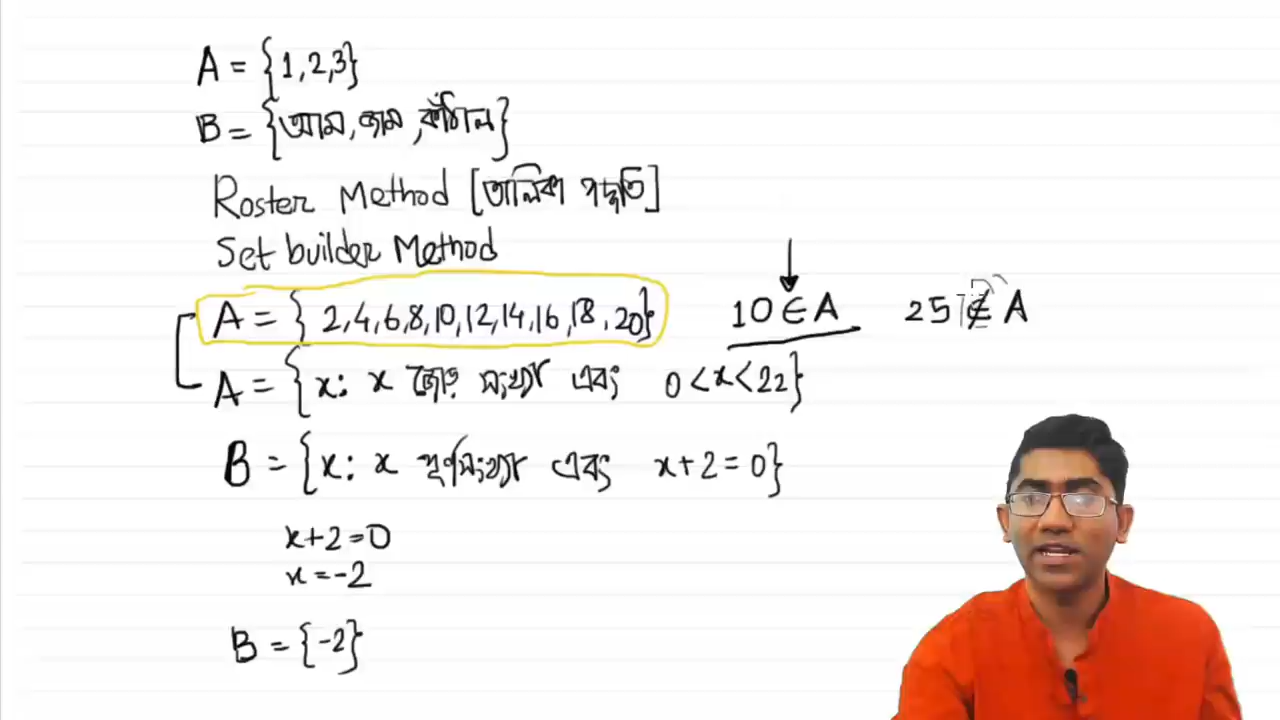 A = {1,2,3}
B = {আম, জাম, কাঁঠাল}
Roster Method [তালিকা পদ্ধতি]
Set builder Method
A = { 2,4,6,8,10,12,14,16,18,20} 10 ∈ A 25 ∉ A
A = {x: x জোড় সংখ্যা এবং 0<x<22}
B = {x: x পূর্ণসংখ্যা এবং x+2=0}
x+2=0
x=-2
B = {-2}